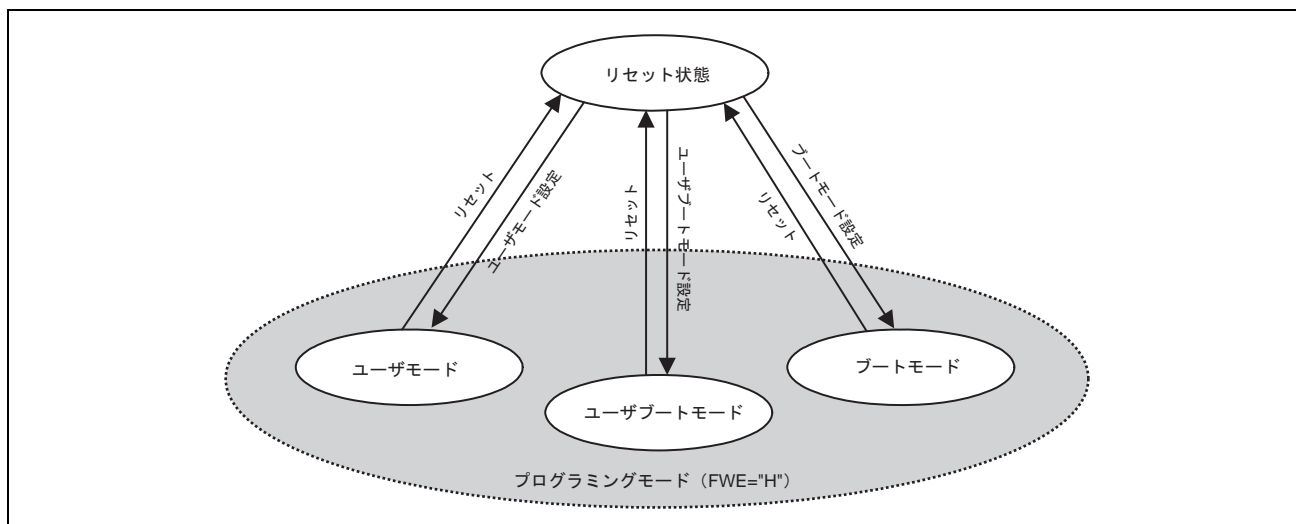 リセット状態
リセット
ユーザモード設定
リセット
ユーザブートモード設定
リセット
ブートモード設定
ユーザモード
ユーザブートモード
ブートモード
プログラミングモード（FWE="H"）